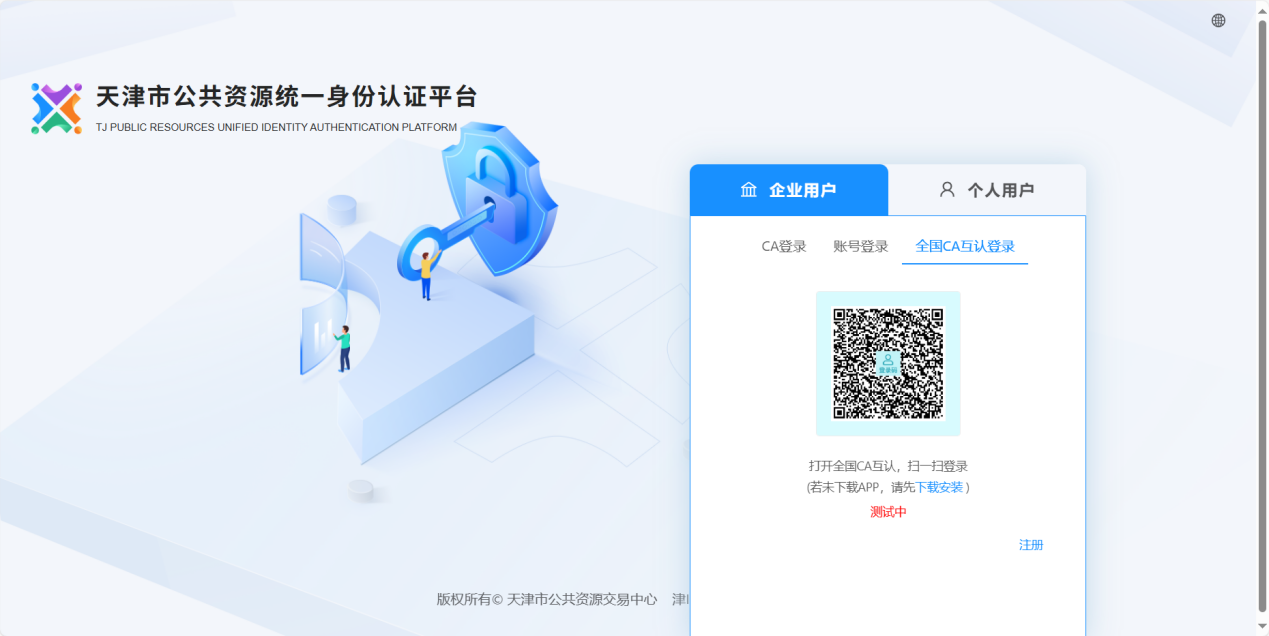 天津市公共资源统一身份认证平台
TJ PUBLIC RESOURCES UNIFIED IDENTITY AUTHENTICATION PLATFORM
企业用户
个人用户
CA登录
账号登录
全国CA互认登录
登录码
打开全国CA互认，扫一扫登录
(若未下载APP，请先下载安装 )
测试中
注册
版权所有© 天津市公共资源交易中心 津